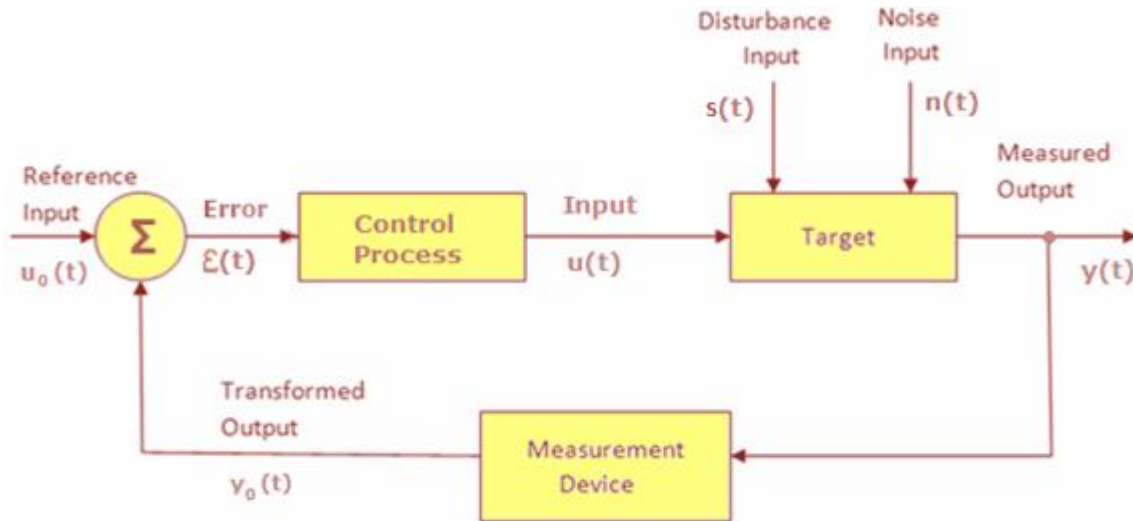 Disturbance
Input
s(t)
Noise
Input
n(t)
Reference
Input
u₀(t)
Σ
Error
Ɛ(t)
Control
Process
Input
u(t)
Target
Measured
Output
y(t)
Transformed
Output
y₀(t)
Measurement
Device